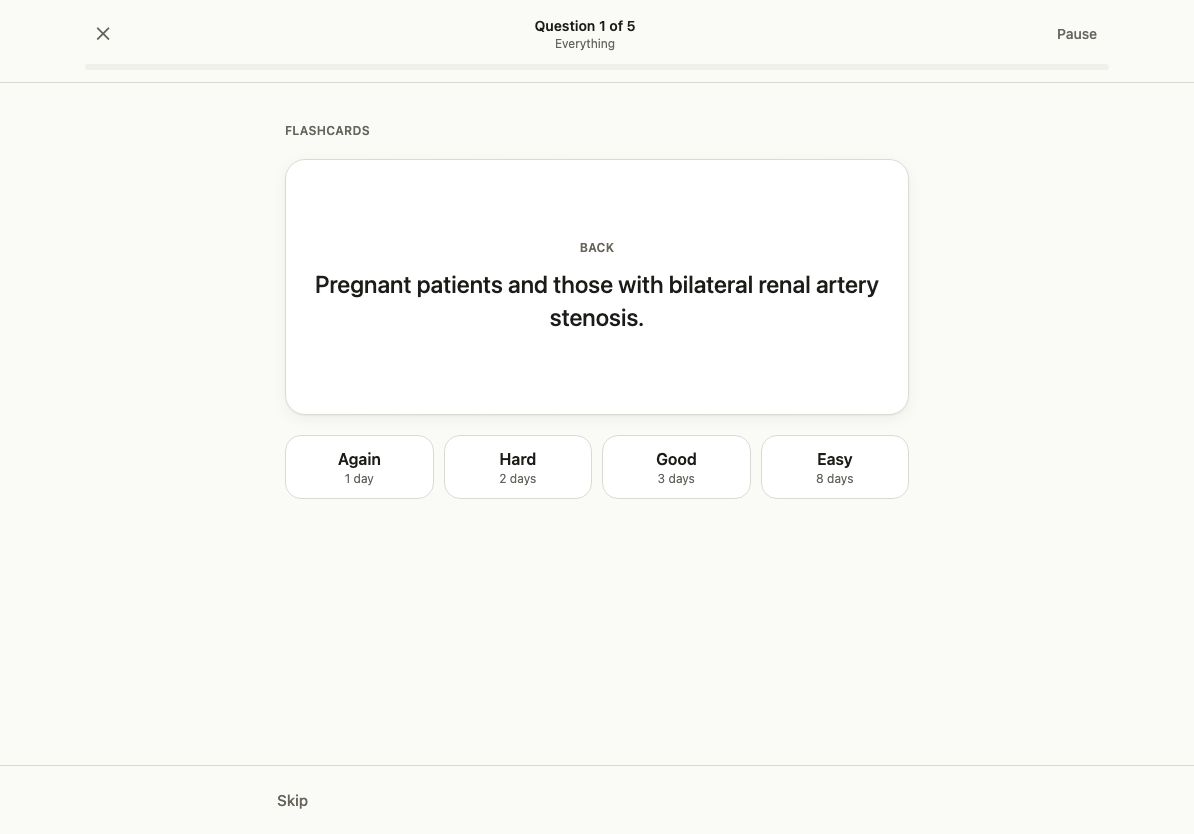 Question 1 of 5
Everything
Pause
FLASHCARDS
BACK
Pregnant patients and those with bilateral renal artery
stenosis.
Again
1 day
Hard
2 days
Good
3 days
Easy
8 days
Skip